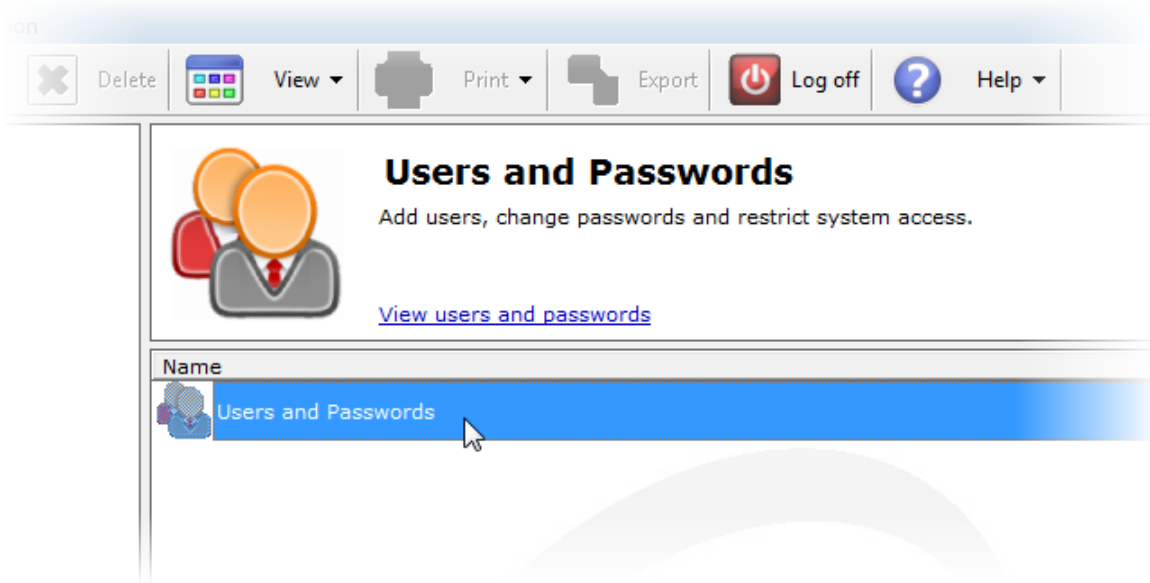 on
Delete View Print Export Log off ? Help
Users and Passwords
Add users, change passwords and restrict system access.
View users and passwords
Name
Users and Passwords